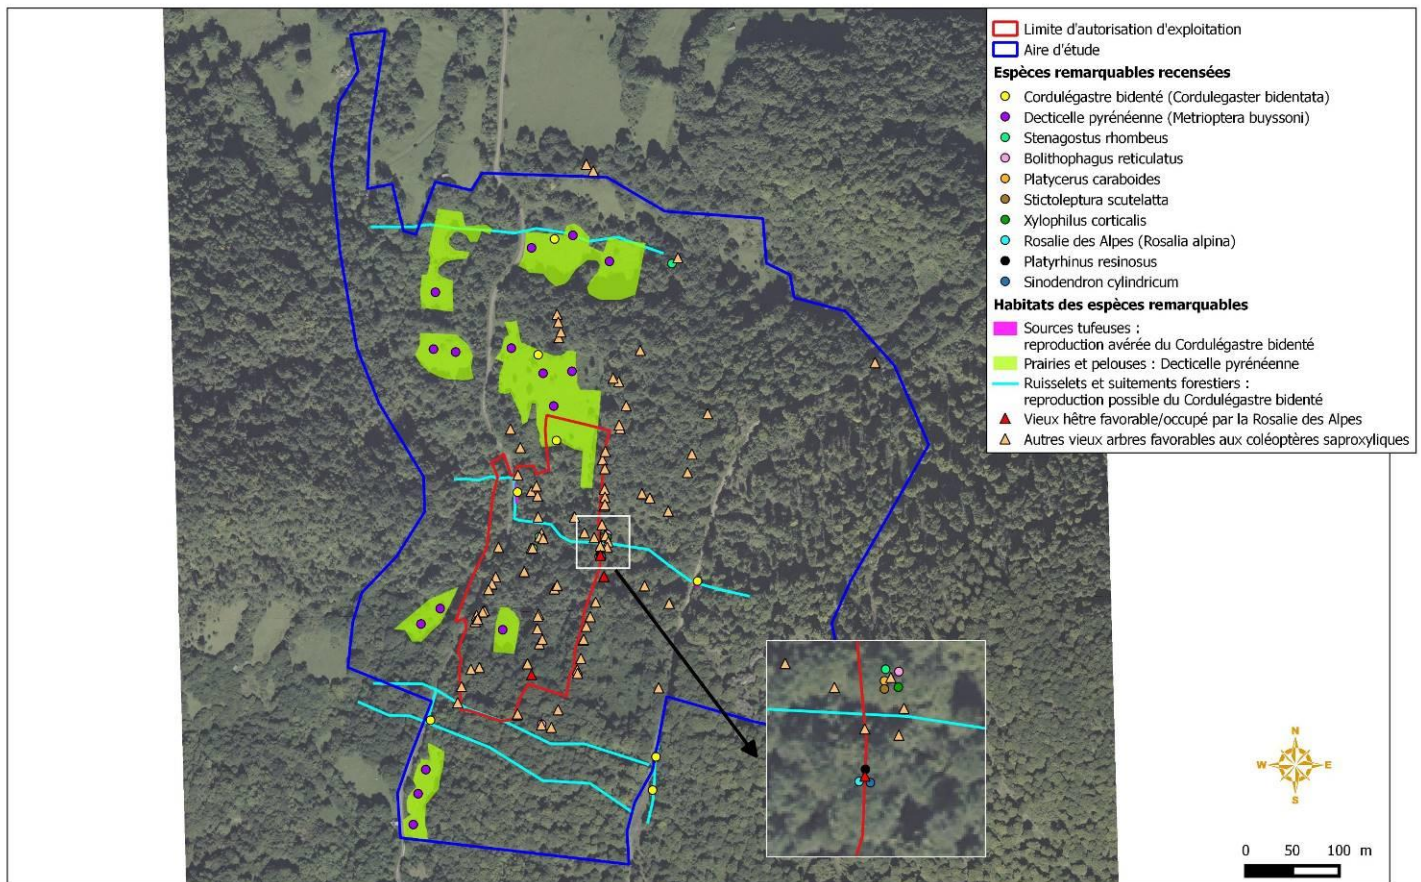 Limite d'autorisation d'exploitation
Aire d'étude
Espèces remarquables recensées
Cordulégastre bidenté (Cordulegaster bidentata)
Decticelle pyrénéenne (Metrioptera buyssoni)
Stenagostus rhombeus
Bolithophagus reticulatus
Platycerus caraboides
Stictoleptura scutelatta
Xylophilus corticalis
Rosalie des Alpes (Rosalia alpina)
Platyrhinus resinosus
Sinodendron cylindricum
Habitats des espèces remarquables
Sources tufeuses :
reproduction avérée du Cordulégastre bidenté
Prairies et pelouses : Decticelle pyrénéenne
Ruisselets et suitements forestiers :
reproduction possible du Cordulégastre bidenté
Vieux hêtre favorable/occupé par la Rosalie des Alpes
Autres vieux arbres favorables aux coléoptères saproxyliques
N
W E
S
0 50 100 m